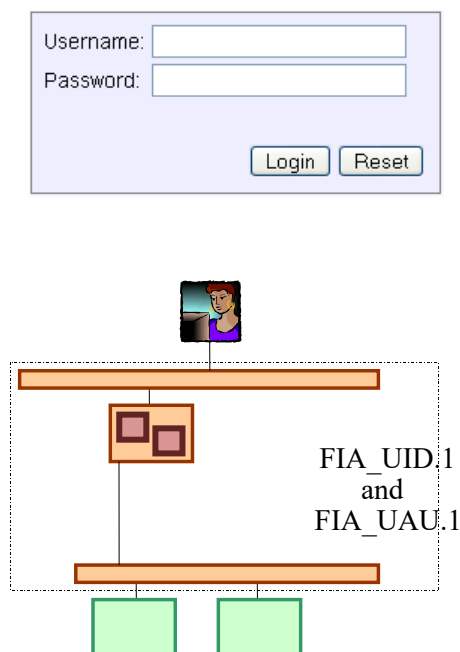 Username:
Password:
Login Reset
FIA_UID.1
and
FIA_UAU.1